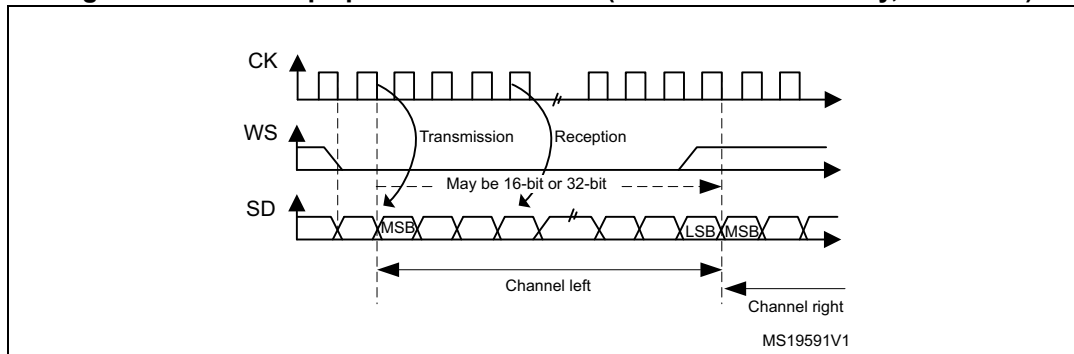 CK
Transmission
Reception
WS
May be 16-bit or 32-bit
SD
MSB
LSB
MSB
Channel left
Channel right
MS19591V1